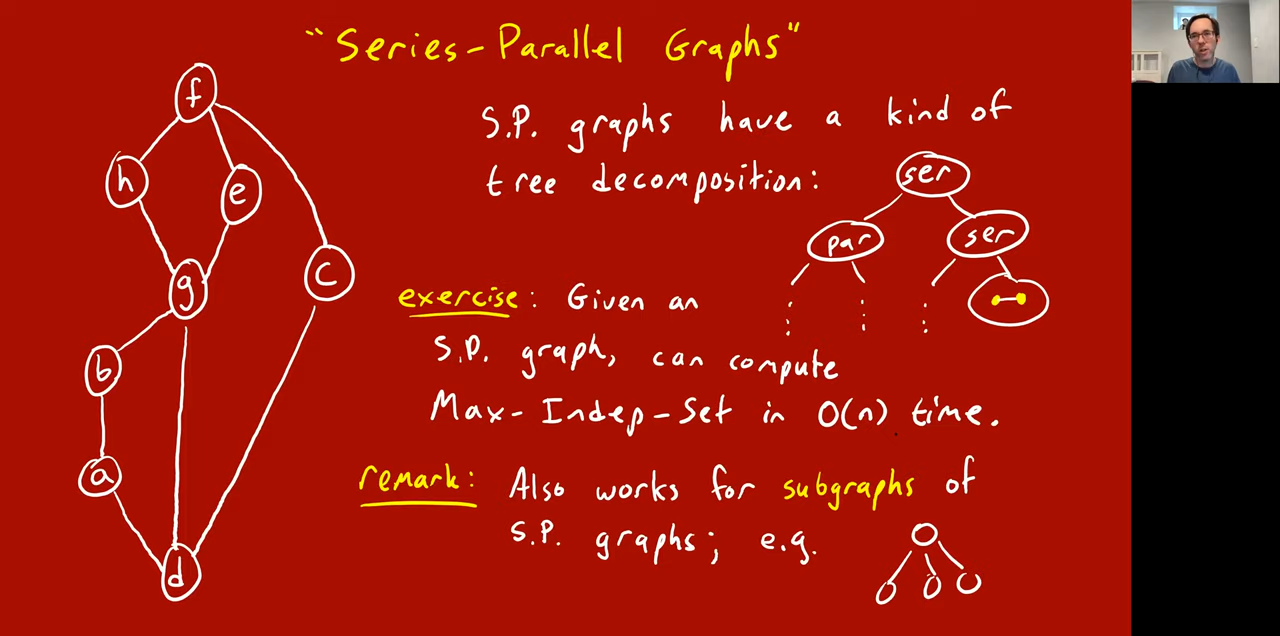 "Series-Parallel Graphs"
S.P. graphs have a kind of
tree decomposition:
ser
par
ser
exercise: Given an
S.P. graph, can compute
Max-Indep-Set in O(n) time.
remark: Also works for subgraphs of
S.P. graphs; e.g.
f
h
e
g
c
b
a
d